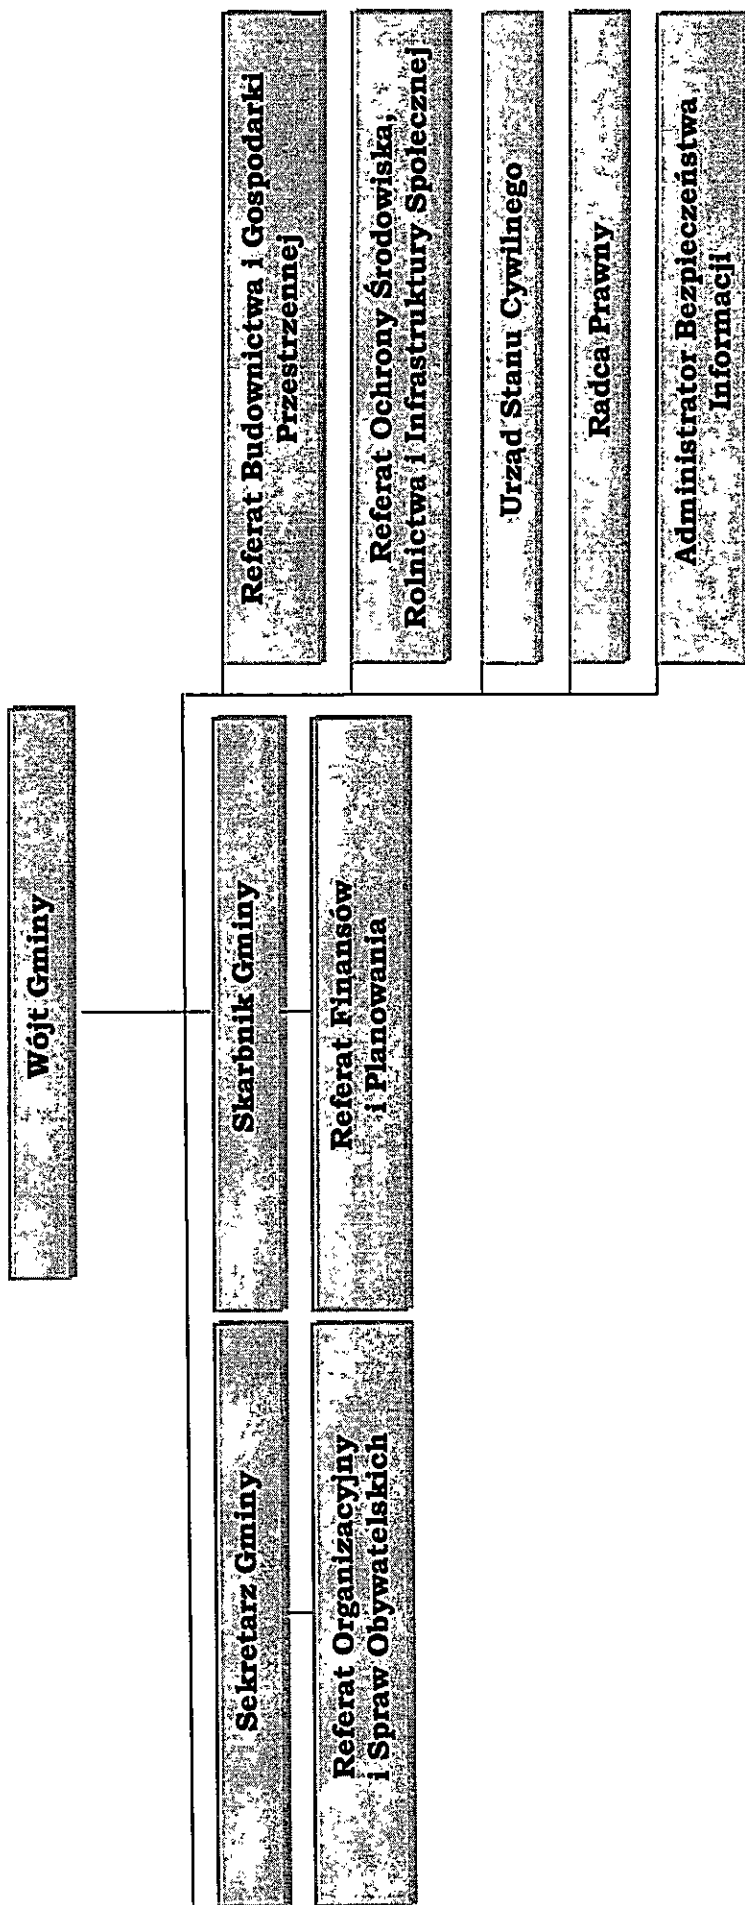 Wójt Gminy
Sekretarz Gminy
Referat Organizacyjny
i Spraw Obywatelskich
Skarbnik Gminy
Referat Finansów
i Planowania
Referat Budownictwa i Gospodarki
Przestrzennej
Referat Ochrony Środowiska,
Rolnictwa i Infrastruktury Społecznej
Urząd Stanu Cywilnego
Radca Prawny
Administrator Bezpieczeństwa
Informacji